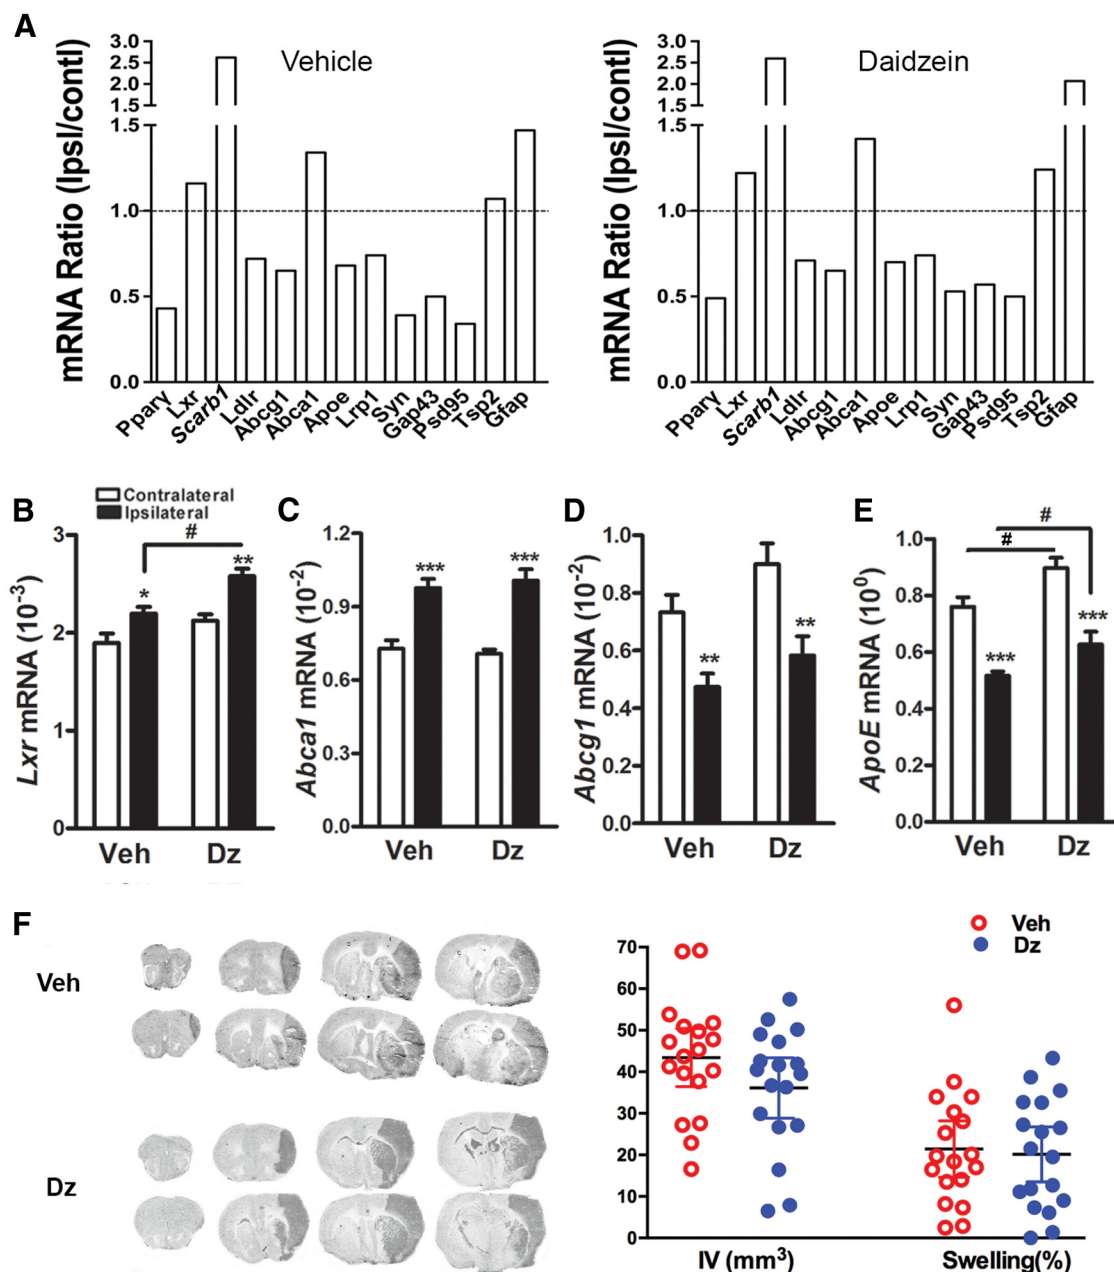 A
mRNA Ratio (Ipsl/contl)
3.0
2.5
2.0
1.5
1.5
1.0
0.5
0.0
Vehicle
Pparγ
Lxr
Scarb1
Ldlr
Abcg1
Abca1
Apoe
Lrp1
Syn
Gap43
Psd95
Tsp2
Gfap
mRNA Ratio (Ipsl/contl)
3.0
2.5
2.0
1.5
1.5
1.0
0.5
0.0
Daidzein
Pparγ
Lxr
Scarb1
Ldlr
Abcg1
Abca1
Apoe
Lrp1
Syn
Gap43
Psd95
Tsp2
Gfap
B
Contralateral
Ipsilateral
Lxr mRNA (10-3)
3
2
1
0
#
*
**
Veh
Dz
C
Abca1 mRNA (10-2)
1.2
0.9
0.6
0.3
0.0
***
***
Veh
Dz
D
Abcg1 mRNA (10-2)
1.0
0.8
0.6
0.4
0.2
0.0
**
**
Veh
Dz
E
ApoE mRNA (100)
1.0
0.8
0.6
0.4
0.2
0.0
#
#
***
***
Veh
Dz
F
Veh
Dz
Veh
Dz
70
60
50
40
30
20
10
0
IV (mm3)
Swelling(%)